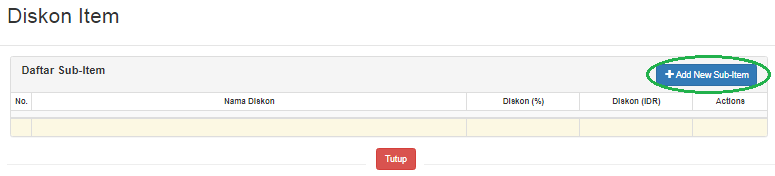 Diskon Item
Daftar Sub-Item
Add New Sub-Item
No. Nama Diskon Diskon (%) Diskon (IDR) Actions
Tutup